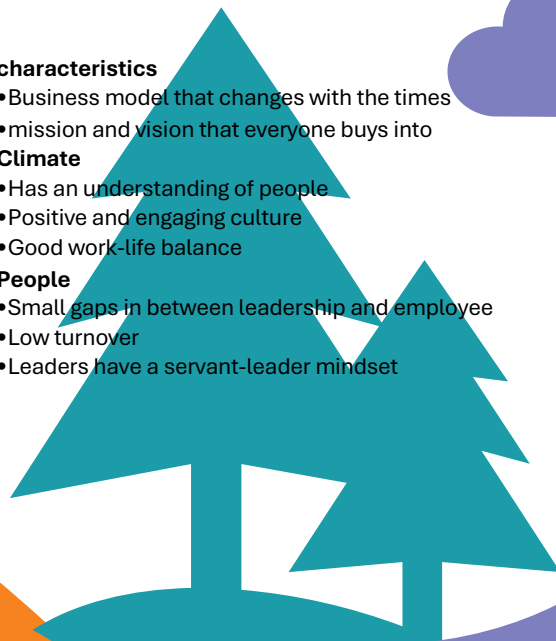 characteristics
•Business model that changes with the times
•mission and vision that everyone buys into
Climate
•Has an understanding of people
•Positive and engaging culture
•Good work-life balance
People
•Small gaps in between leadership and employee
•Low turnover
•Leaders have a servant-leader mindset